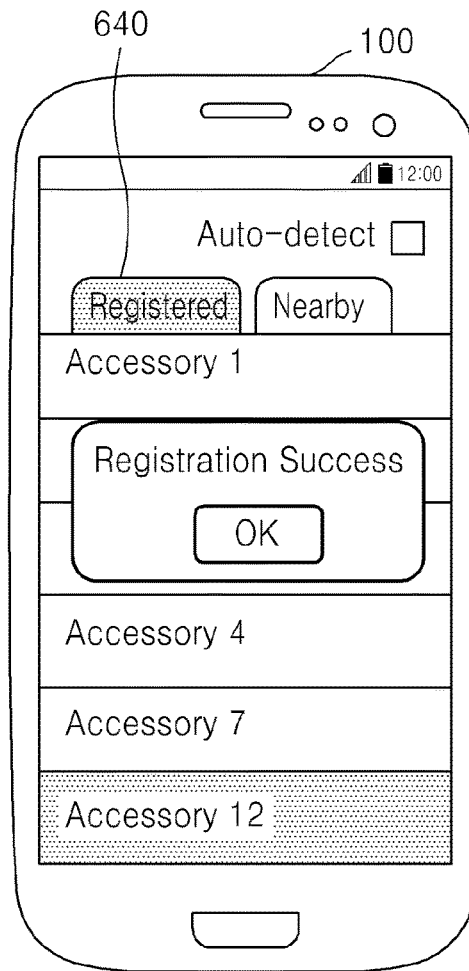 640
100
12:00
Auto-detect
Registered Nearby
Accessory 1
Registration Success
OK
Accessory 4
Accessory 7
Accessory 12